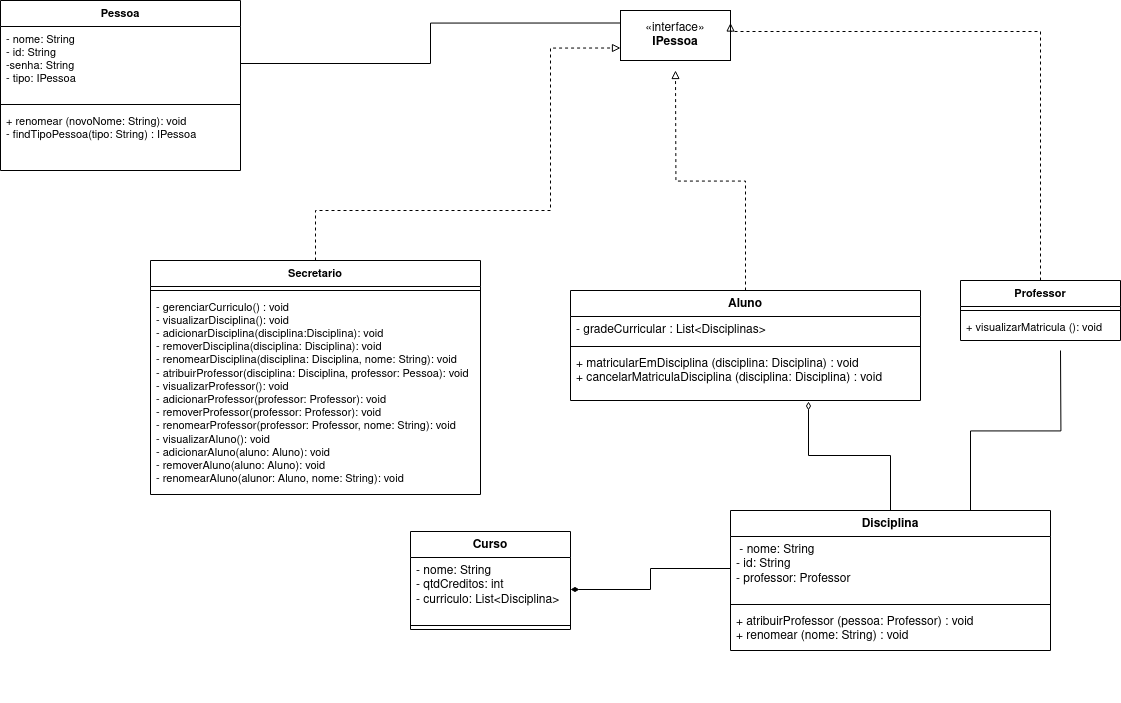 Pessoa
- nome: String
- id: String
-senha: String
- tipo: IPessoa
+ renomear (novoNome: String): void
- findTipoPessoa(tipo: String) : IPessoa
«interface»
IPessoa
Secretario
- gerenciarCurriculo() : void
- visualizarDisciplina(): void
- adicionarDisciplina(disciplina:Disciplina): void
- removerDisciplina(disciplina: Disciplina): void
- renomearDisciplina(disciplina: Disciplina, nome: String): void
- atribuirProfessor(disciplina: Disciplina, professor: Pessoa): void
- visualizarProfessor(): void
- adicionarProfessor(professor: Professor): void
- removerProfessor(professor: Professor): void
- renomearProfessor(professor: Professor, nome: String): void
- visualizarAluno(): void
- adicionarAluno(aluno: Aluno): void
- removerAluno(aluno: Aluno): void
- renomearAluno(alunor: Aluno, nome: String): void
Aluno
- gradeCurricular : List<Disciplinas>
+ matricularEmDisciplina (disciplina: Disciplina) : void
+ cancelarMatriculaDisciplina (disciplina: Disciplina) : void
Professor
+ visualizarMatricula (): void
Curso
- nome: String
- qtdCreditos: int
- curriculo: List<Disciplina>
Disciplina
- nome: String
- id: String
- professor: Professor
+ atribuirProfessor (pessoa: Professor) : void
+ renomear (nome: String) : void